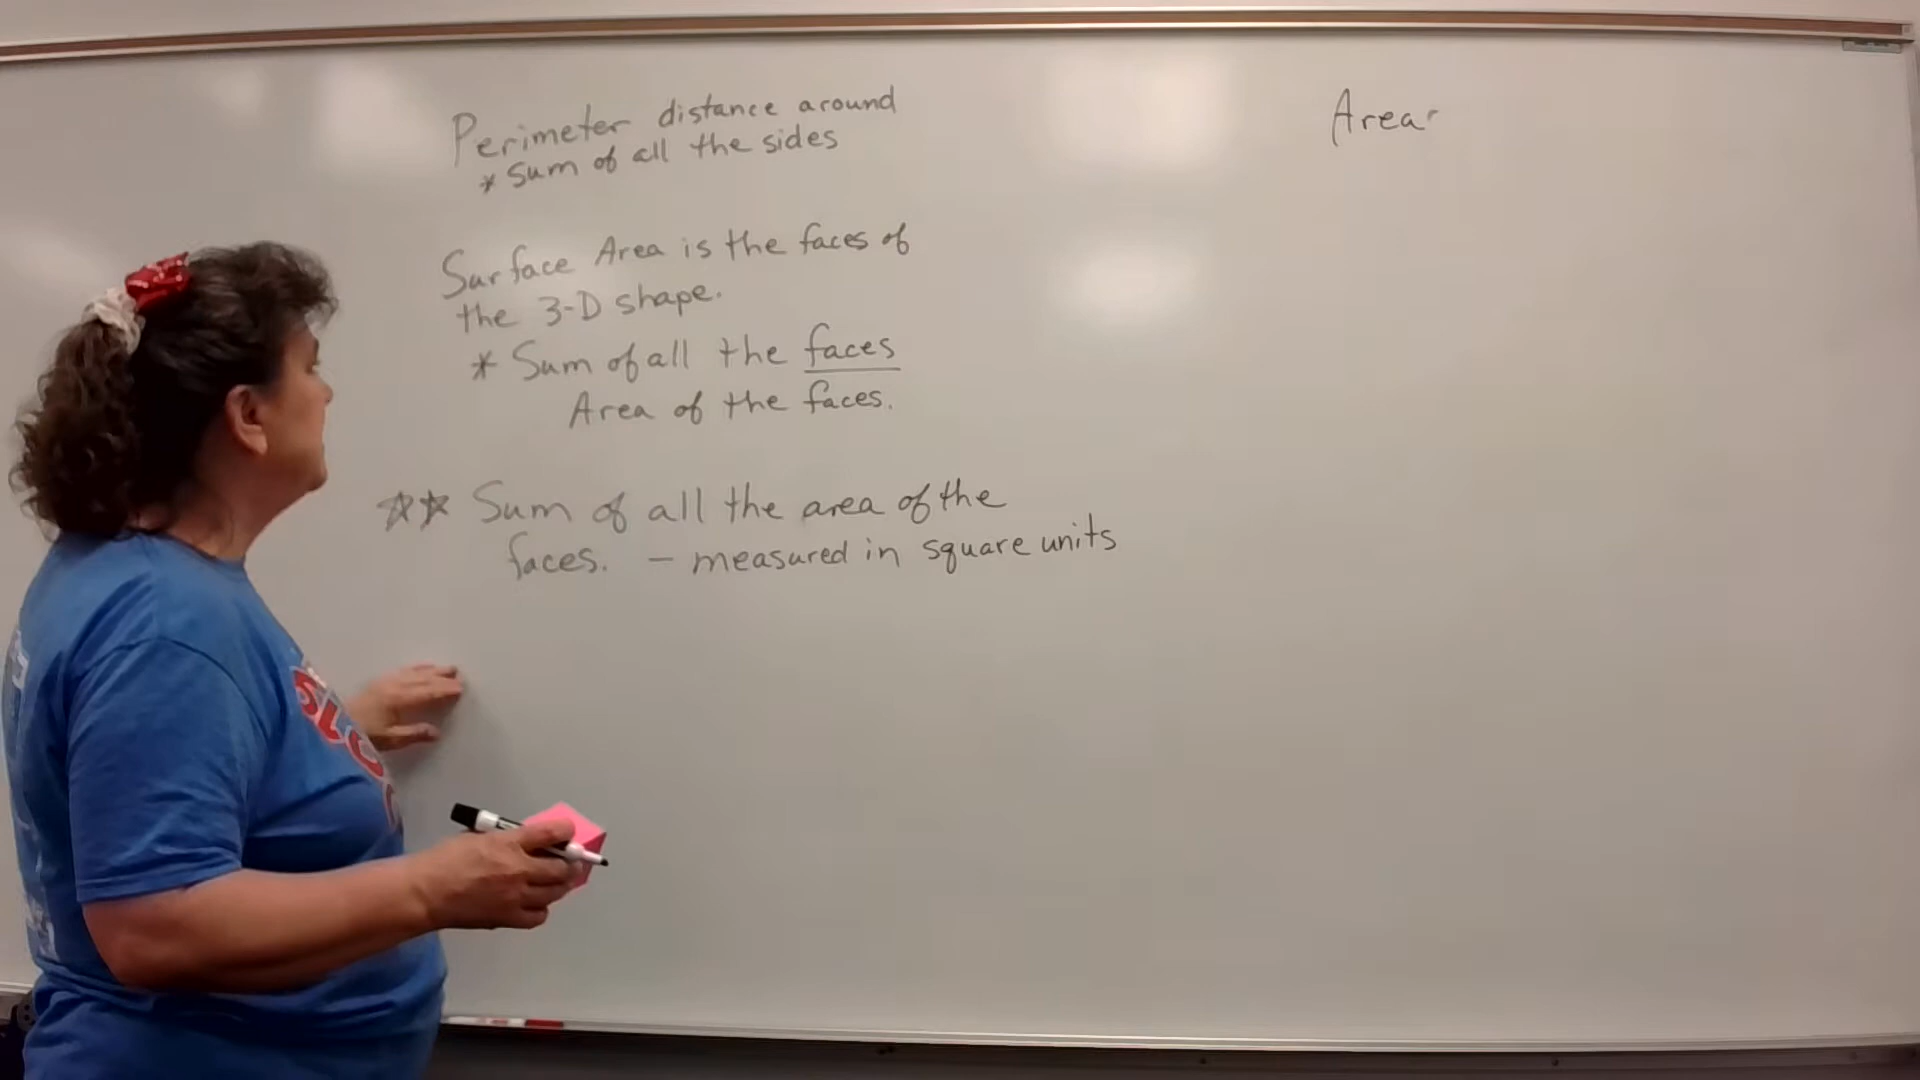 Perimeter distance around
* Sum of all the sides
Surface Area is the faces of
the 3-D shape.
* Sum of all the faces
Area of the faces.
☆☆ Sum of all the area of the
faces. — measured in square units
Area